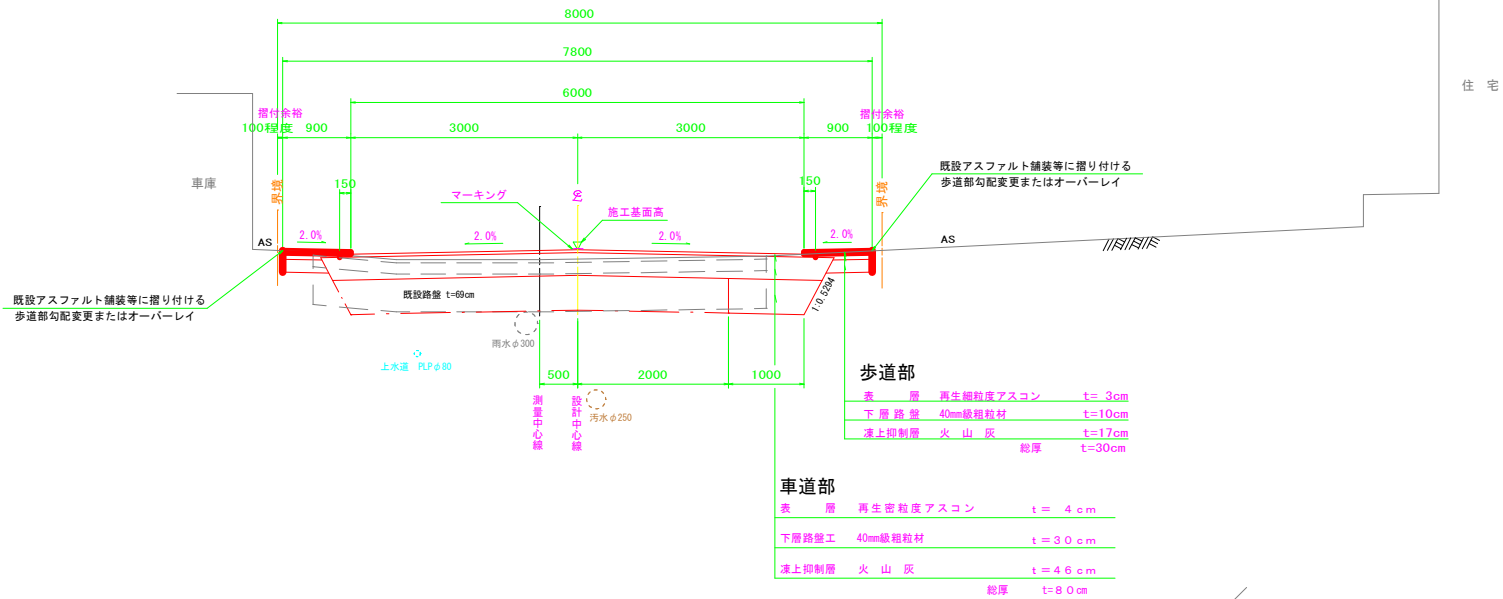 8000
7800
6000
摺付余裕
100程度 900 3000 3000 900
摺付余裕
100程度
住 宅
車庫
界境
150
マーキング
施工基面高
150
界境
既設アスファルト舗装等に摺り付ける
歩道部勾配変更またはオーバーレイ
AS
2.0%
2.0%
2.0%
2.0%
AS
既設アスファルト舗装等に摺り付ける
歩道部勾配変更またはオーバーレイ
既設路盤 t=69cm
1:0.5294
雨水φ300
上水道 PLPφ80
500 2000 1000
測量中心線
設計中心線
汚水φ250
歩道部
表 層 再生細粒度アスコン t= 3cm
下層路盤 40mm級粗粒材 t=10cm
凍上抑制層 火 山 灰 t=17cm
総厚 t=30cm
車道部
表 層 再生密粒度アスコン t= 4cm
下層路盤工 40mm級粗粒材 t=30cm
凍上抑制層 火 山 灰 t=46cm
総厚 t=80cm